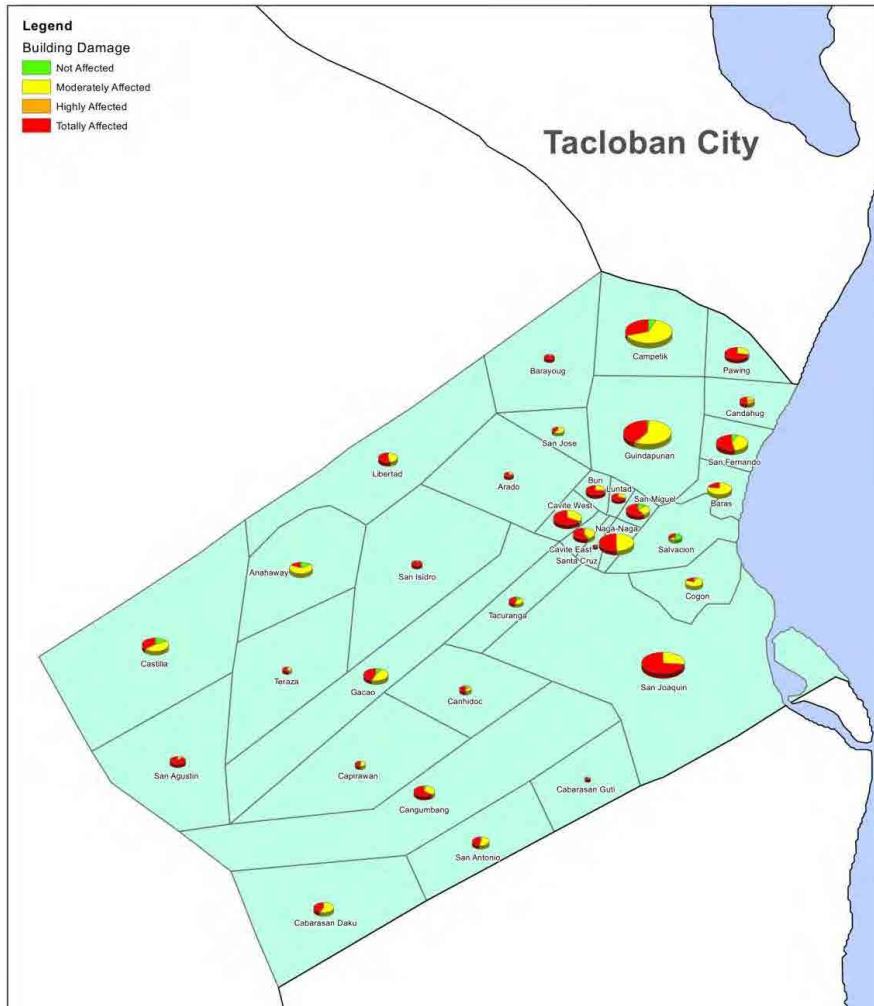 Legend
Building Damage
Not Affected
Moderately Affected
Highly Affected
Totally Affected
Tacloban City
Campetik
Pawing
Barayoug
Candahug
San Jose
Guindapunan
San Fernando
Libertad
Arado
Buri
Luntad
San Miguel
Baras
Cavite West
Naga-Naga
Cavite East
Santa Cruz
Salvacion
Anahaway
San Isidro
Cogon
Tacuranga
Castilla
Teraza
Gacao
Canhidoc
San Joaquin
San Agustin
Capirawan
Cangumbang
Cabarasan Guti
San Antonio
Cabarasan Daku